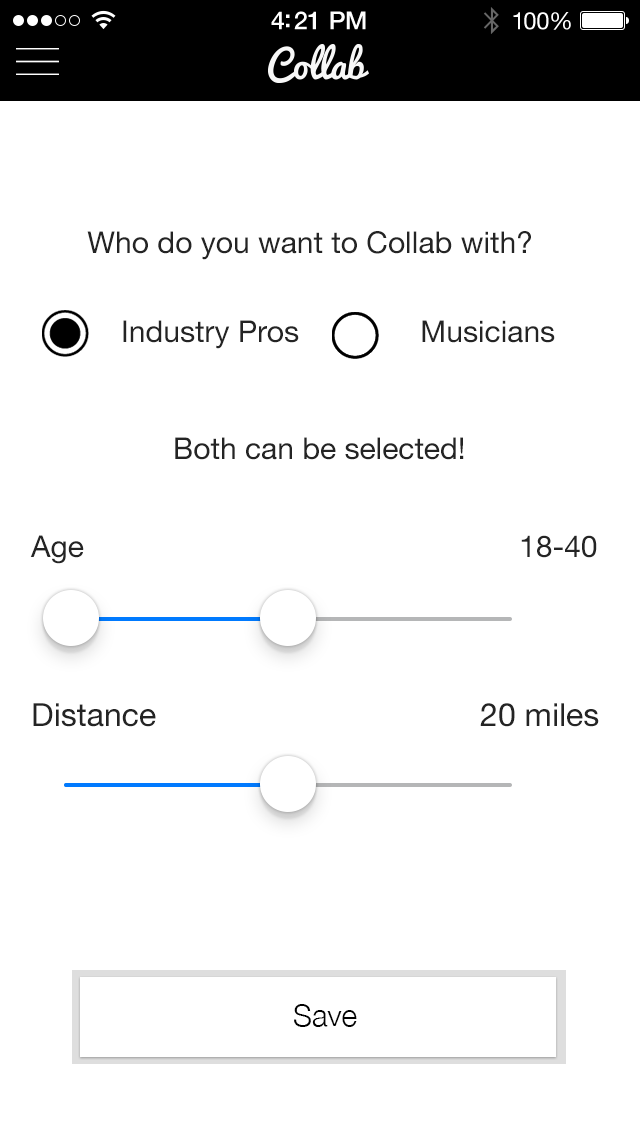 4:21 PM 100%
Collab
Who do you want to Collab with?
Industry Pros Musicians
Both can be selected!
Age 18-40
Distance 20 miles
Save